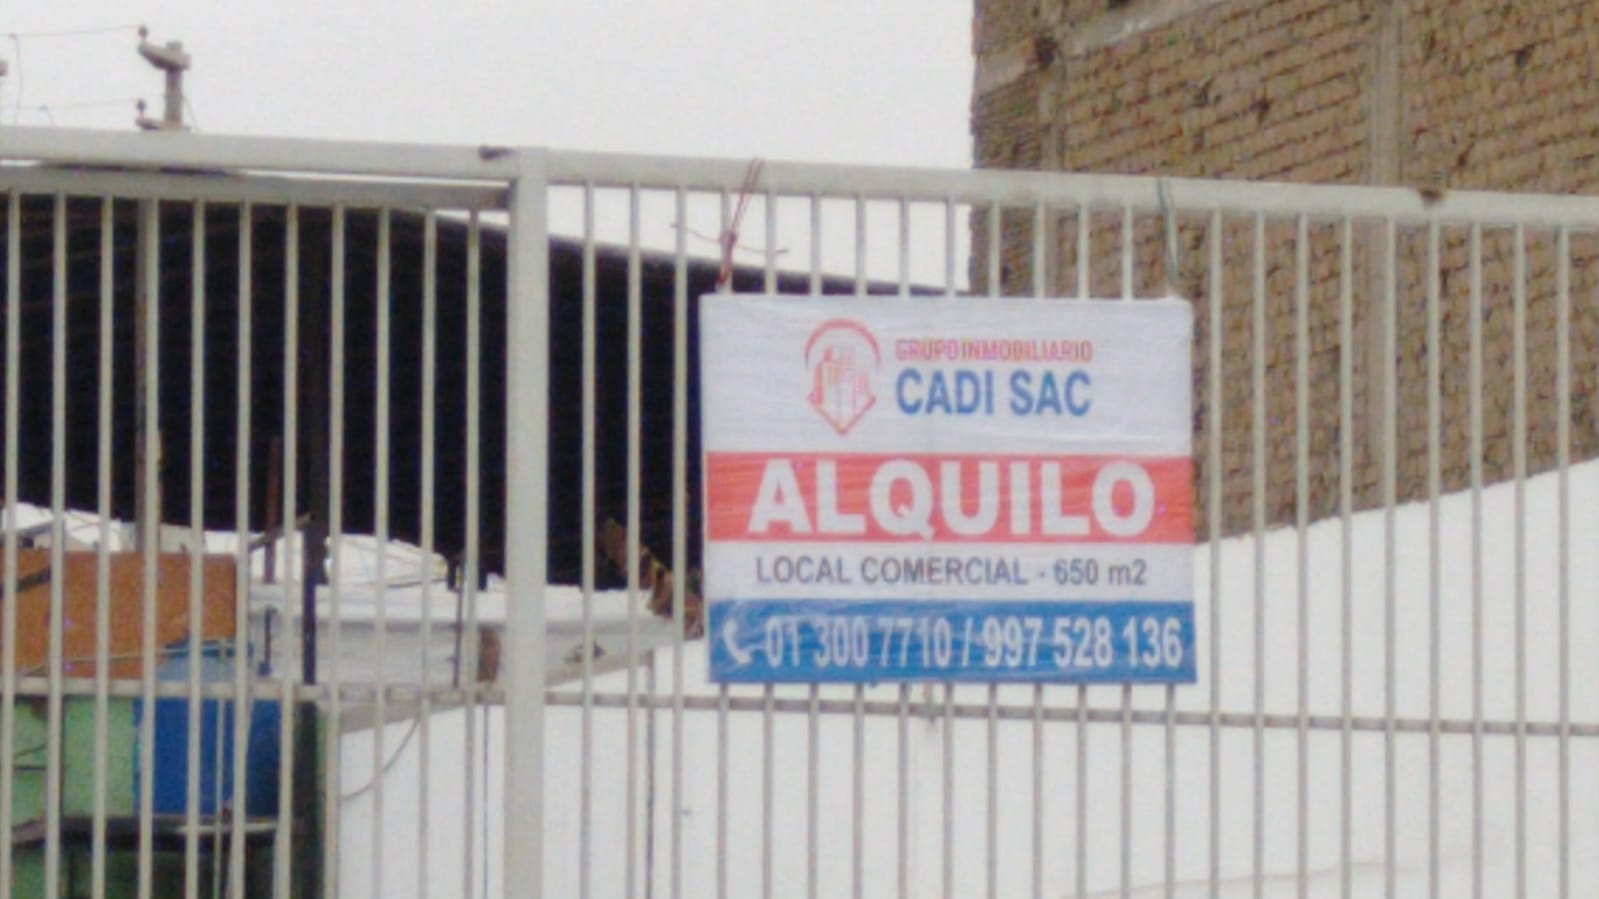 GRUPO INMOBILIARIO
CADI SAC
ALQUILO
LOCAL COMERCIAL - 650 m2
01 300 7710 / 997 528 136